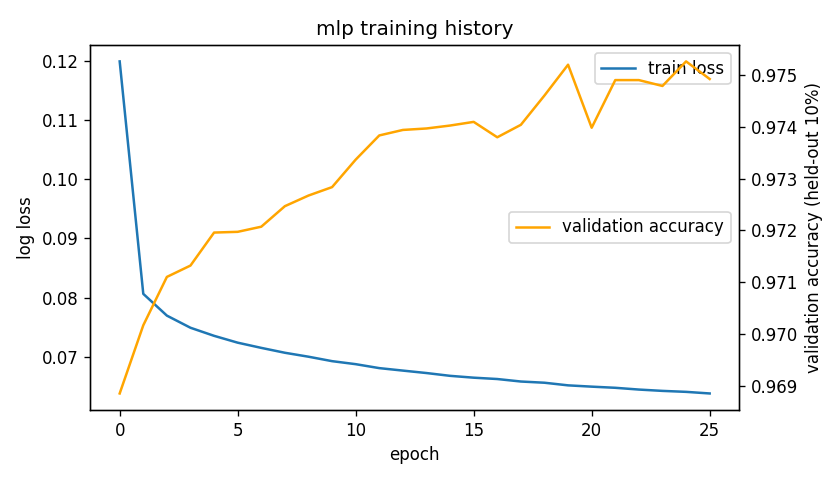 mlp training history
0.12
0.11
0.10
0.09
0.08
0.07
log loss
train loss
validation accuracy
0.975
0.974
0.973
0.972
0.971
0.970
0.969
validation accuracy (held-out 10%)
0 5 10 15 20 25
epoch